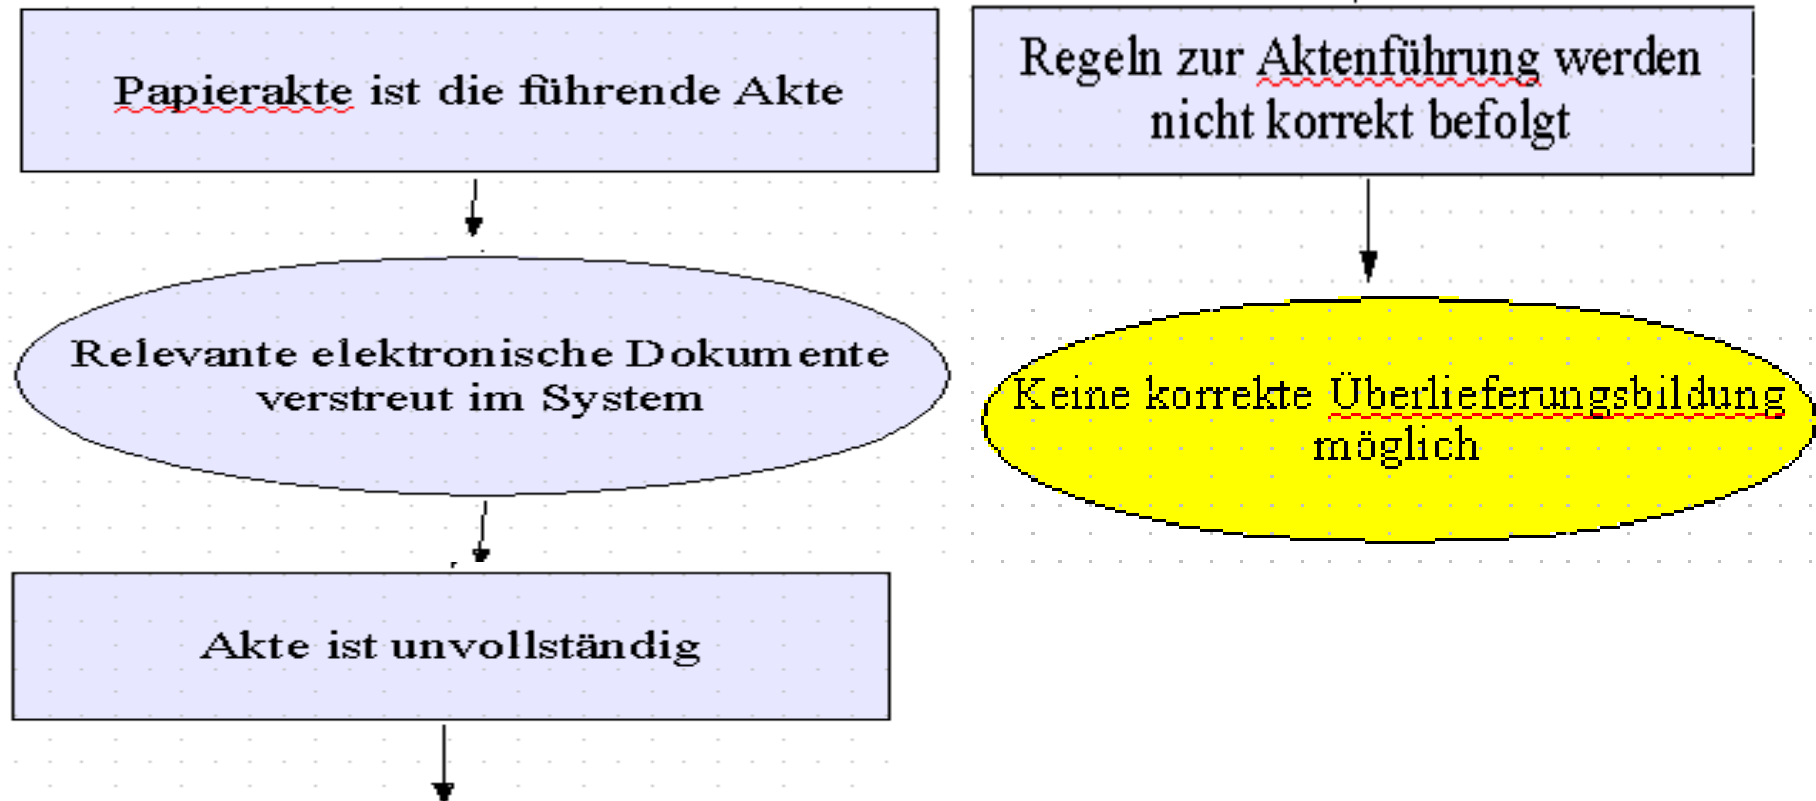 Papierakte ist die führende Akte
Relevante elektronische Dokumente
verstreut im System
Akte ist unvollständig
Regeln zur Aktenführung werden
nicht korrekt befolgt
Keine korrekte Überlieferungsbildung
möglich